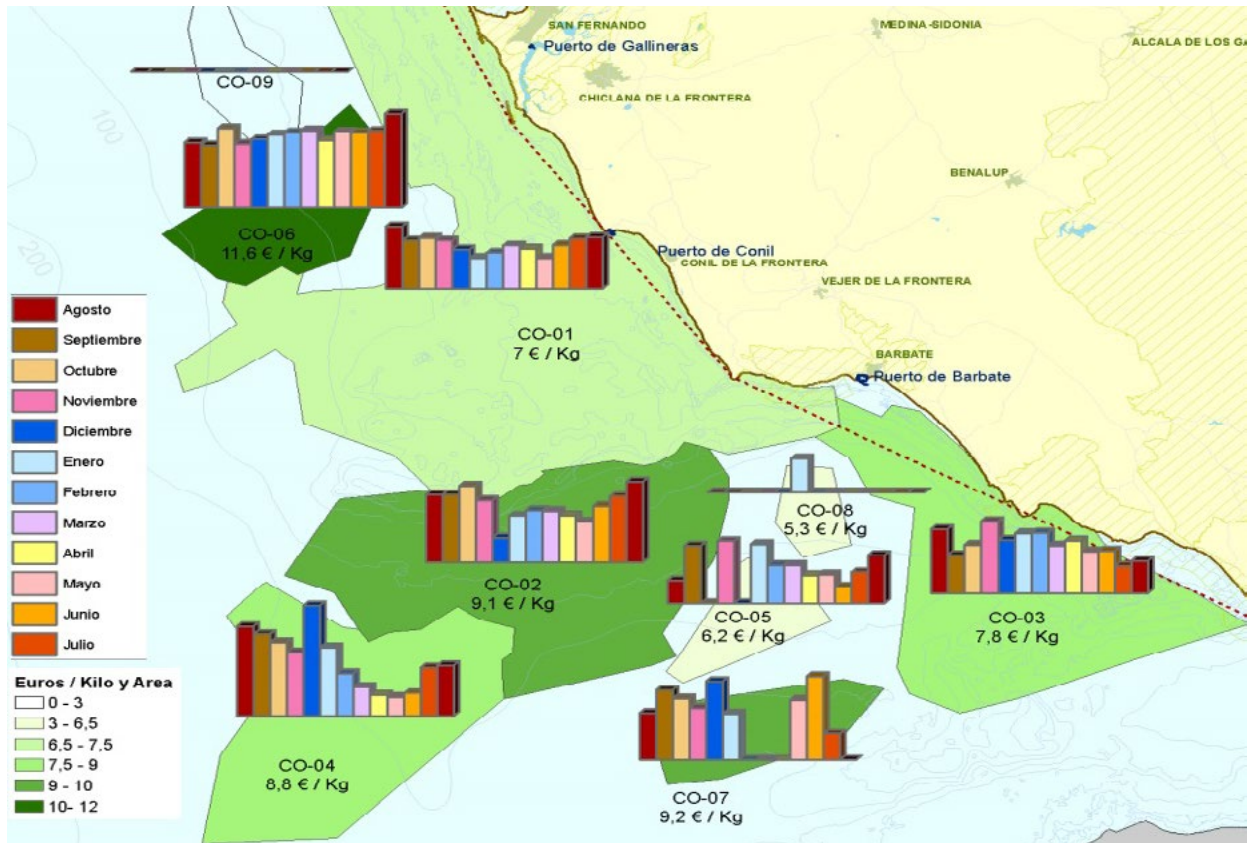 SAN FERNANDO
MEDINA-SIDONIA
Puerto de Gallineras
ALCALA DE LOS GA
CO-09
CHICLANA DE LA FRONTERA
100
BENALUP
CO-06
11,6 € / Kg
200
Puerto de Conil
CONIL DE LA FRONTERA
VEJER DE LA FRONTERA
CO-01
7 € / Kg
BARBATE
Puerto de Barbate
Agosto
Septiembre
Octubre
Noviembre
Diciembre
Enero
Febrero
Marzo
Abril
Mayo
Junio
Julio
CO-08
5,3 € / Kg
CO-02
9,1 € / Kg
CO-05
6,2 € / Kg
CO-03
7,8 € / Kg
Euros / Kilo y Area
0 - 3
3 - 6,5
6,5 - 7,5
7,5 - 9
9 - 10
10- 12
CO-04
8,8 € / Kg
CO-07
9,2 € / Kg